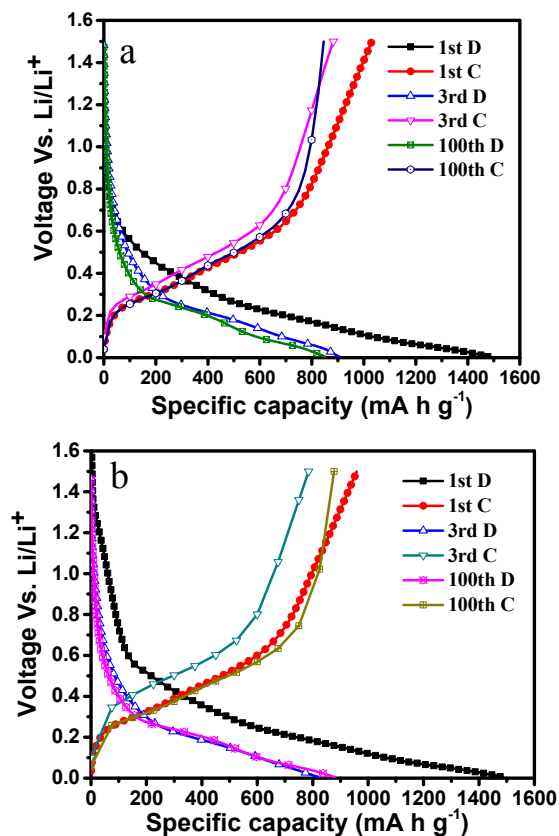 a
1st D
1st C
3rd D
3rd C
100th D
100th C
Voltage Vs. Li/Li⁺
1.6
1.4
1.2
1.0
0.8
0.6
0.4
0.2
0.0
0 200 400 600 800 1000 1200 1400 1600
Specific capacity (mA h g⁻¹)
b
1st D
1st C
3rd D
3rd C
100th D
100th C
Voltage Vs. Li/Li⁺
1.6
1.4
1.2
1.0
0.8
0.6
0.4
0.2
0.0
0 200 400 600 800 1000 1200 1400 1600
Specific capacity (mA h g⁻¹)